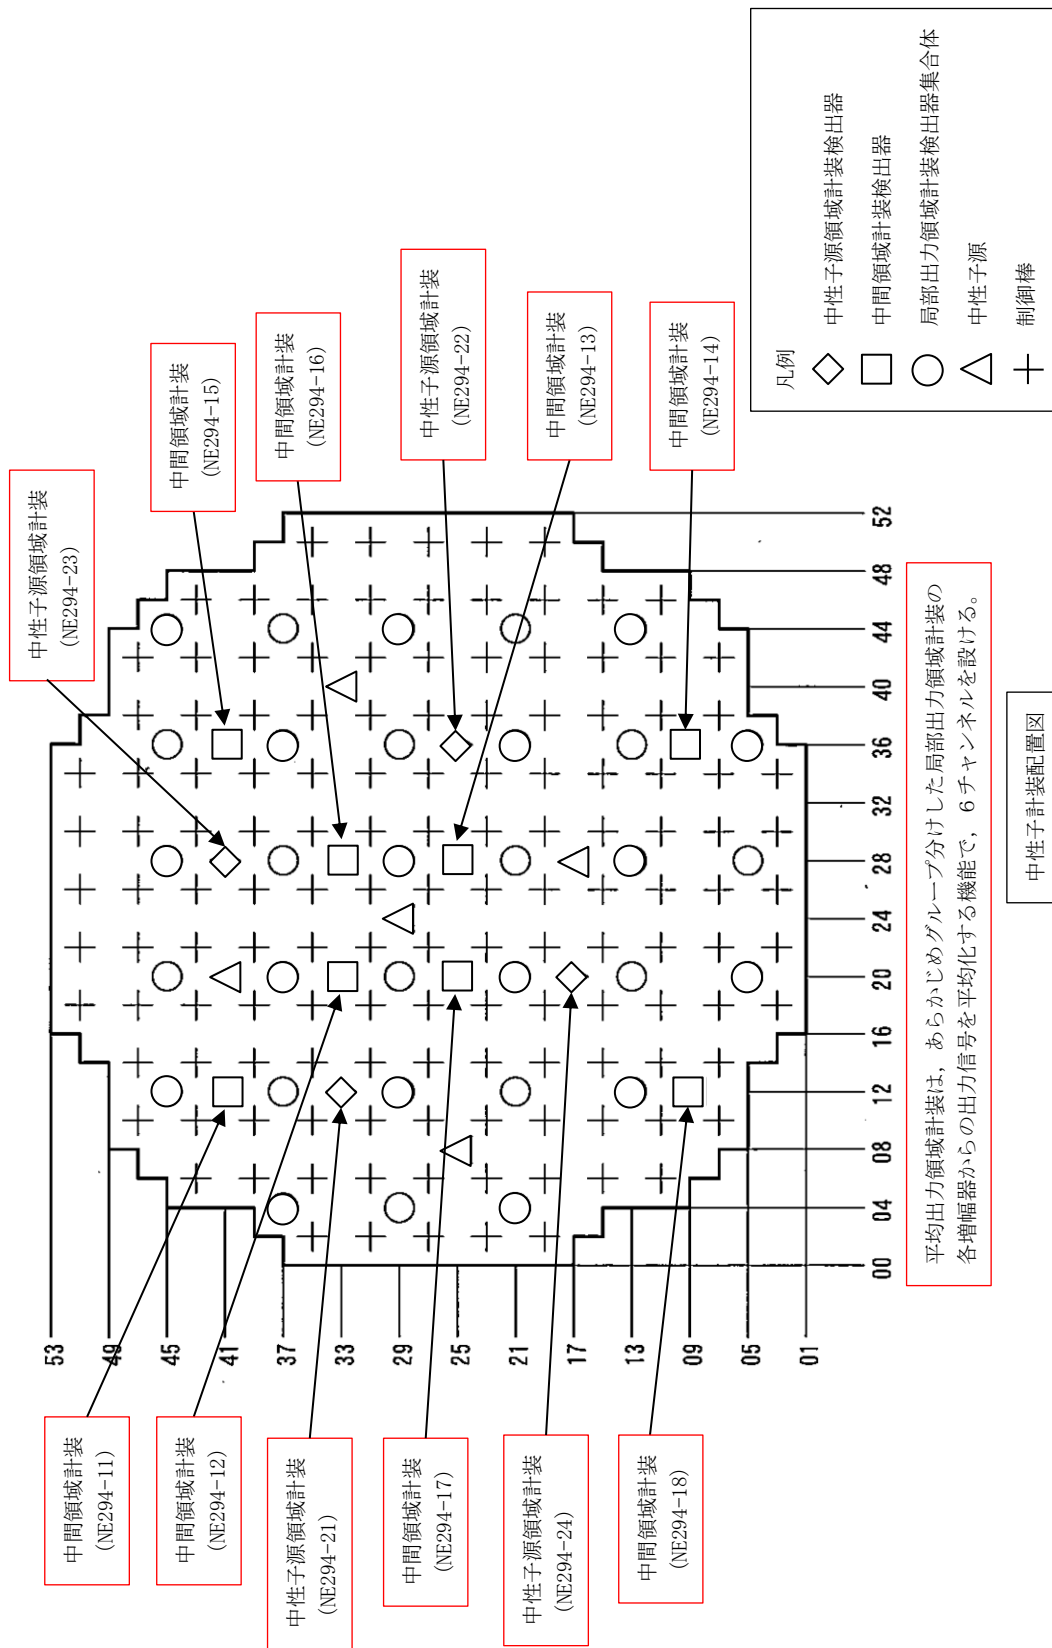 中性子源領域計装
(NE294-23)
中間領域計装
(NE294-15)
中間領域計装
(NE294-16)
中性子源領域計装
(NE294-22)
中間領域計装
(NE294-13)
中間領域計装
(NE294-14)
中間領域計装
(NE294-11)
中間領域計装
(NE294-12)
中性子源領域計装
(NE294-21)
中間領域計装
(NE294-17)
中性子源領域計装
(NE294-24)
中間領域計装
(NE294-18)
53
49
45
41
37
33
29
25
21
17
13
09
05
01
00
04
08
12
16
20
24
28
32
36
40
44
48
52
凡例
中性子源領域計装検出器
中間領域計装検出器
局部出力領域計装検出器集合体
中性子源
制御棒
平均出力領域計装は，あらかじめグループ分けした局部出力領域計装の
各増幅器からの出力信号を平均化する機能で，6チャンネルを設ける。
中性子計装配置図